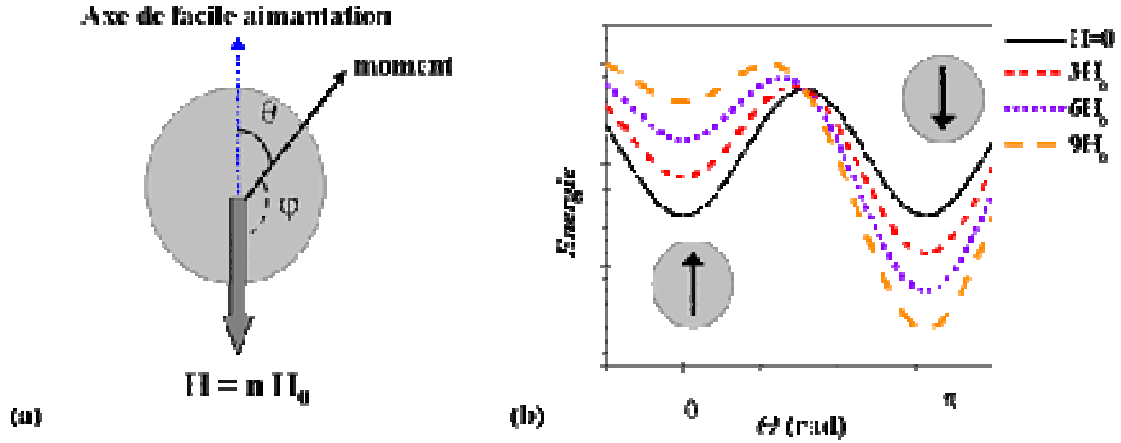 Axe de facile aimantation
moment
θ
φ
H = n H₀
(a)
Energie
H=0
3H₀
6H₀
9H₀
0
π
Θ (rad)
(b)